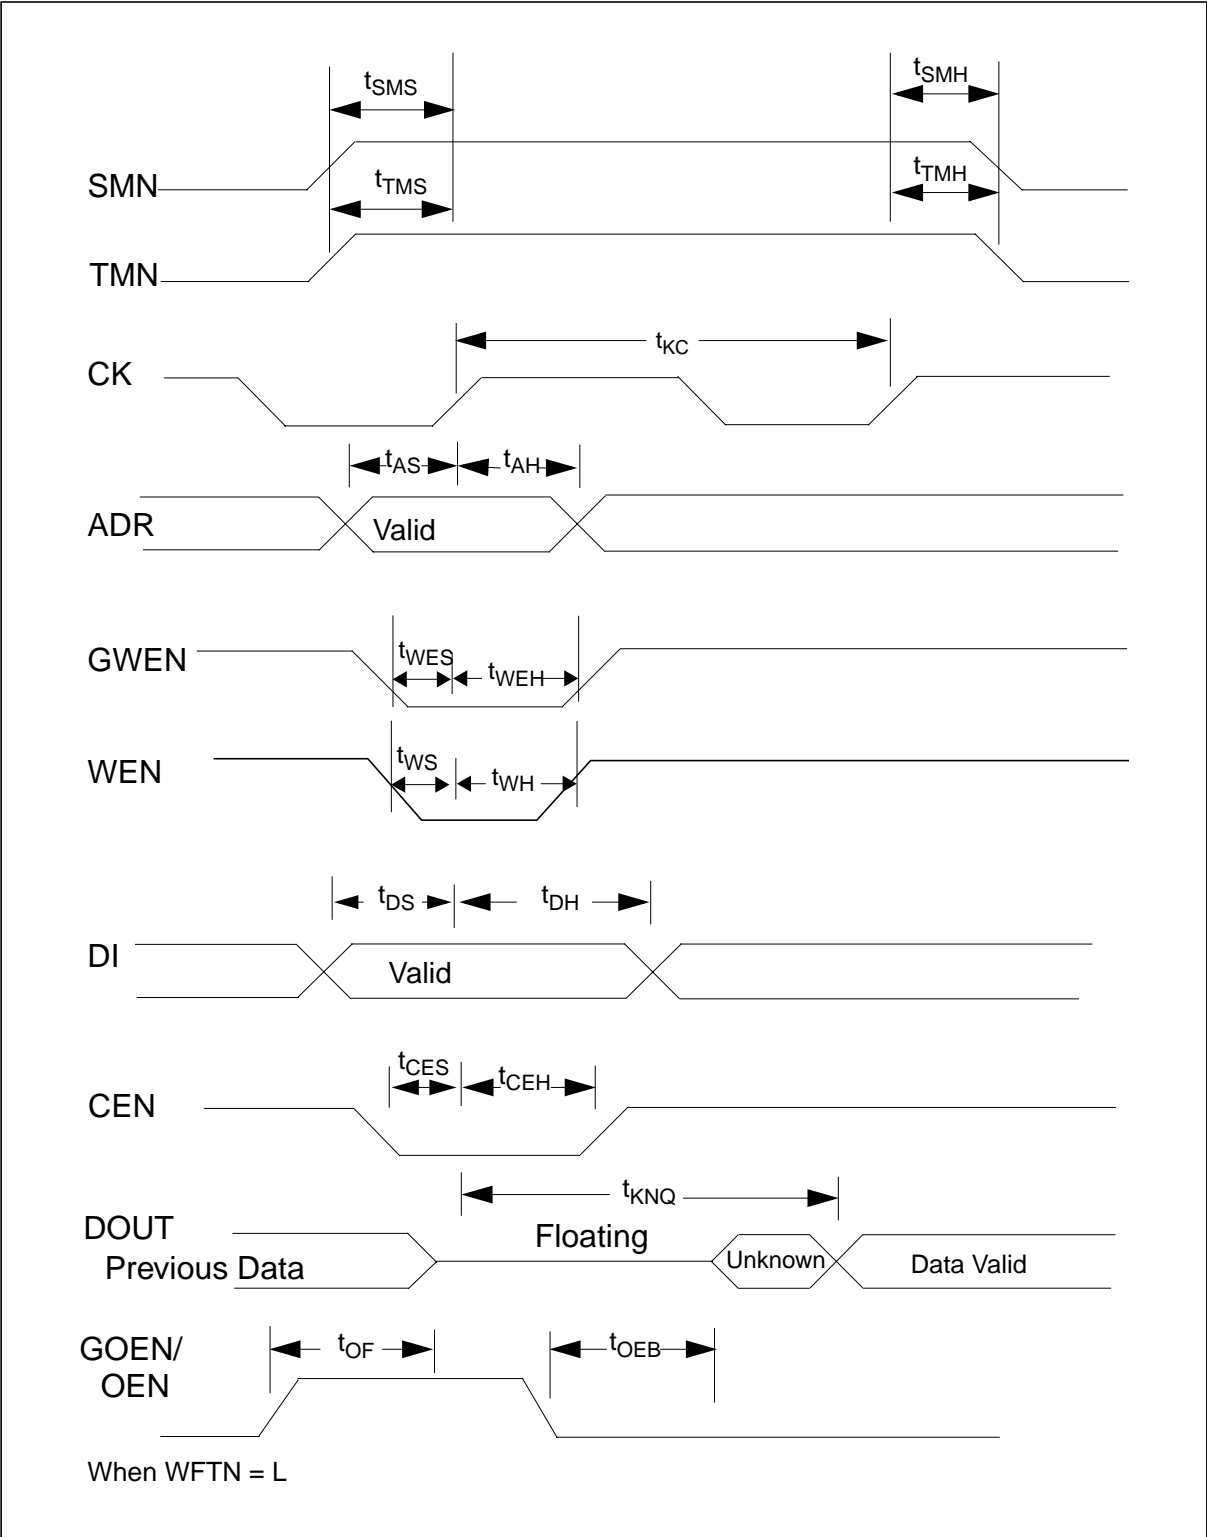 tSMS
tSMH
SMN
tTMS
tTMH
TMN
tKC
CK
tAS
tAH
ADR
Valid
GWEN
tWES
tWEH
WEN
tWS
tWH
tDS
tDH
DI
Valid
tCES
tCEH
CEN
tKNQ
DOUT
Floating
Previous Data
Unknown
Data Valid
GOEN/
OEN
tOF
tOEB
When WFTN = L